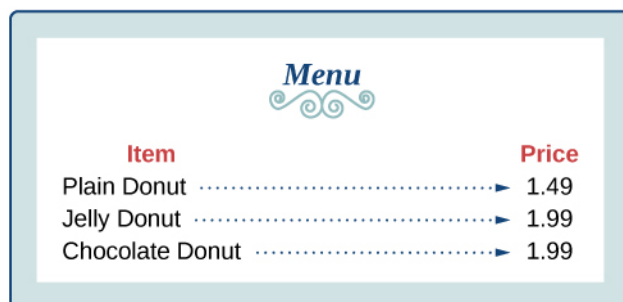 Menu
Item Price
Plain Donut 1.49
Jelly Donut 1.99
Chocolate Donut 1.99